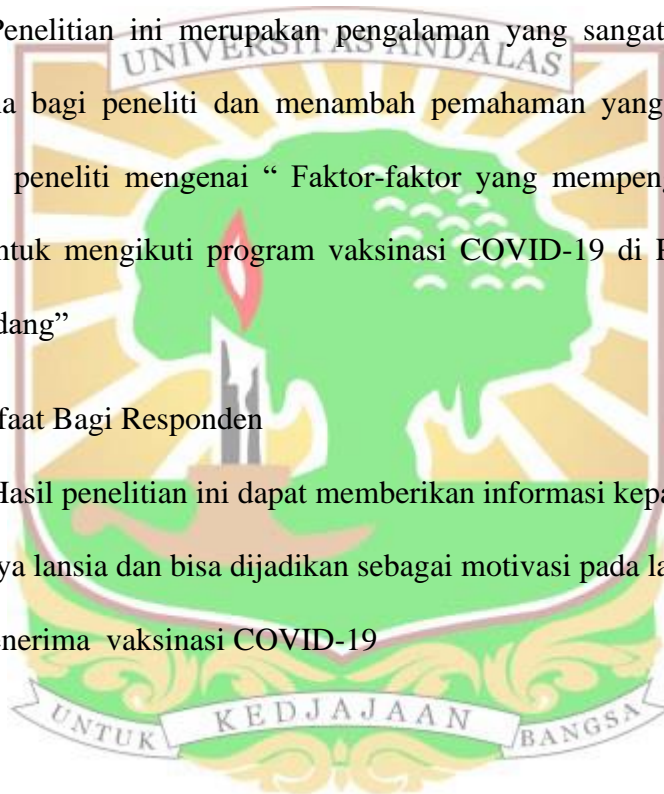 Penelitian ini merupakan pengalaman yang sangat
UNIVERSITAS ANDALAS
a bagi peneliti dan menambah pemahaman yang
peneliti mengenai “ Faktor-faktor yang mempeng
ntuk mengikuti program vaksinasi COVID-19 di P
dang”
faat Bagi Responden
Hasil penelitian ini dapat memberikan informasi kepa
ya lansia dan bisa dijadikan sebagai motivasi pada la
enerima vaksinasi COVID-19
UNTUK KEDJAJAAN BANGSA